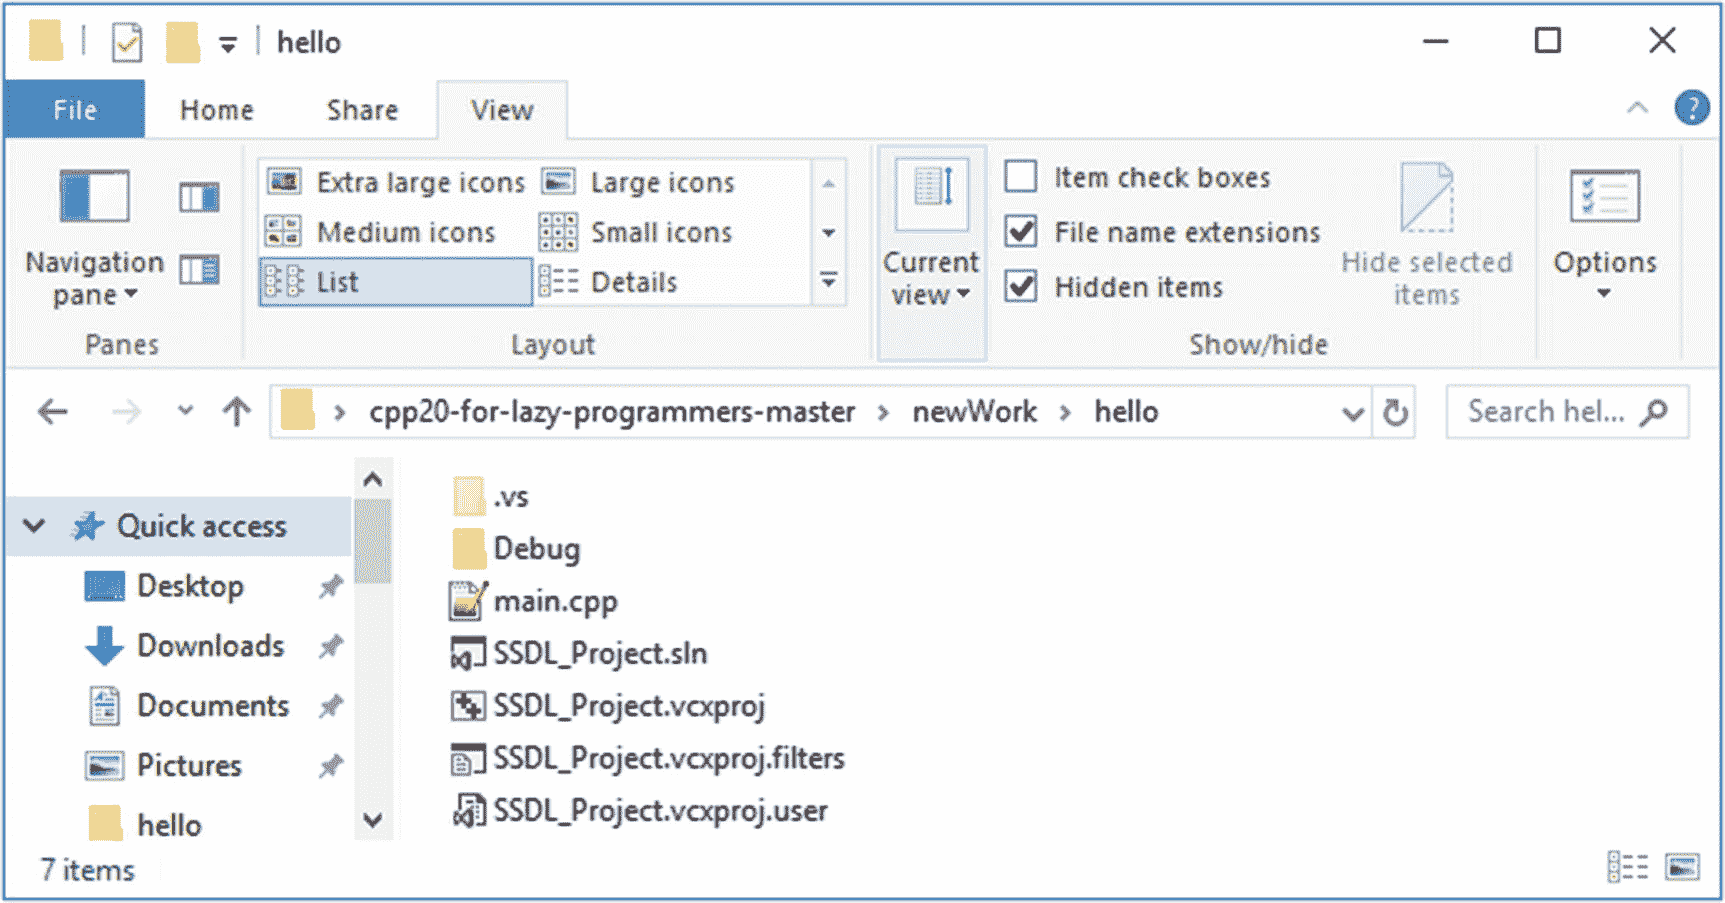 hello
File Home Share View
Extra large icons Large icons
Medium icons Small icons
List Details
Navigation pane
Panes
Layout
Current view
Item check boxes
File name extensions
Hidden items
Hide selected items
Show/hide
Options
cpp20-for-lazy-programmers-master > newWork > hello
Search hel...
Quick access
Desktop
Downloads
Documents
Pictures
hello
.vs
Debug
main.cpp
SSDL_Project.sln
SSDL_Project.vcxproj
SSDL_Project.vcxproj.filters
SSDL_Project.vcxproj.user
7 items